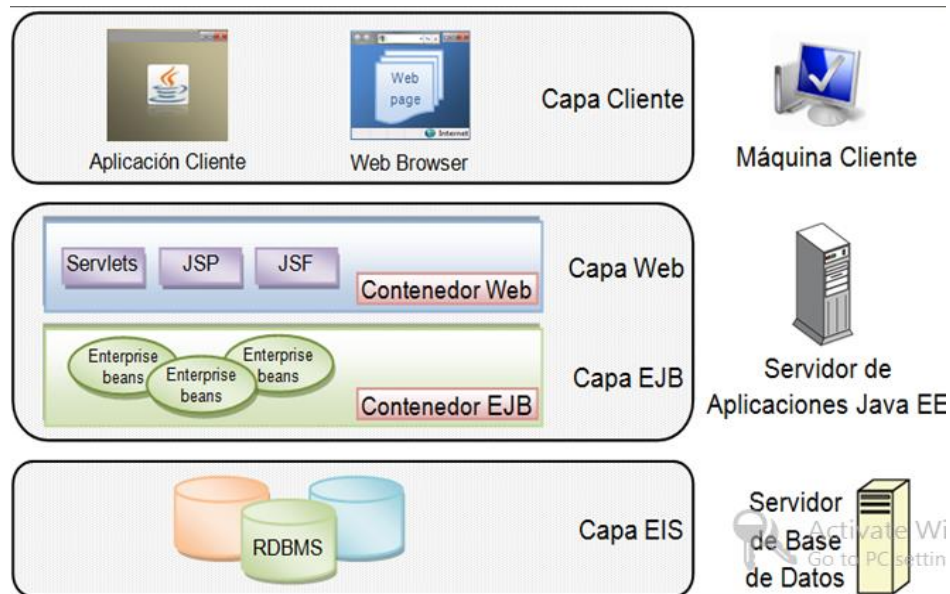 Web
page
Internet
Aplicación Cliente
Web Browser
Capa Cliente
Máquina Cliente
Servlets
JSP
JSF
Contenedor Web
Capa Web
Enterprise
beans
Enterprise
beans
Enterprise
beans
Contenedor EJB
Capa EJB
Servidor de
Aplicaciones Java EE
RDBMS
Capa EIS
Servidor
de Base
de Datos
Activate Wi
Go to PC settin